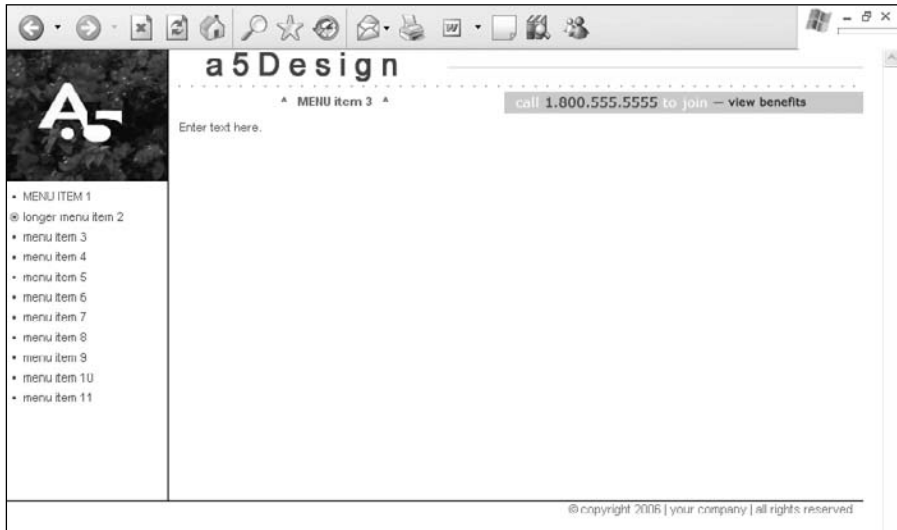 a5Design
^ MENU item 3 ^
call 1.800.555.5555 to join — view benefits
Enter text here.
A5
• MENU ITEM 1
longer menu item 2
• menu item 3
• menu item 4
• menu item 5
• menu item 6
• menu item 7
• menu item 8
• menu item 9
• menu item 10
• menu item 11
© copyright 2006 | your company | all rights reserved